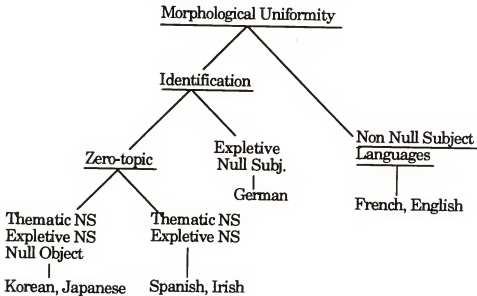 Morphological Uniformity
Identification
Zero-topic
Expletive
Null Subj.
German
Non Null Subject
Languages
French, English
Thematic NS
Expletive NS
Null Object
Korean, Japanese
Thematic NS
Expletive NS
Spanish, Irish